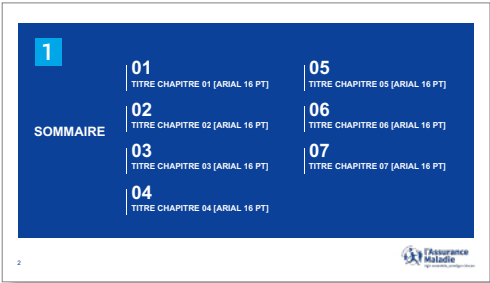 1
SOMMAIRE
01
TITRE CHAPITRE 01 [ARIAL 16 PT]
02
TITRE CHAPITRE 02 [ARIAL 16 PT]
03
TITRE CHAPITRE 03 [ARIAL 16 PT]
04
TITRE CHAPITRE 04 [ARIAL 16 PT]
05
TITRE CHAPITRE 05 [ARIAL 16 PT]
06
TITRE CHAPITRE 06 [ARIAL 16 PT]
07
TITRE CHAPITRE 07 [ARIAL 16 PT]
2
l'Assurance
Maladie